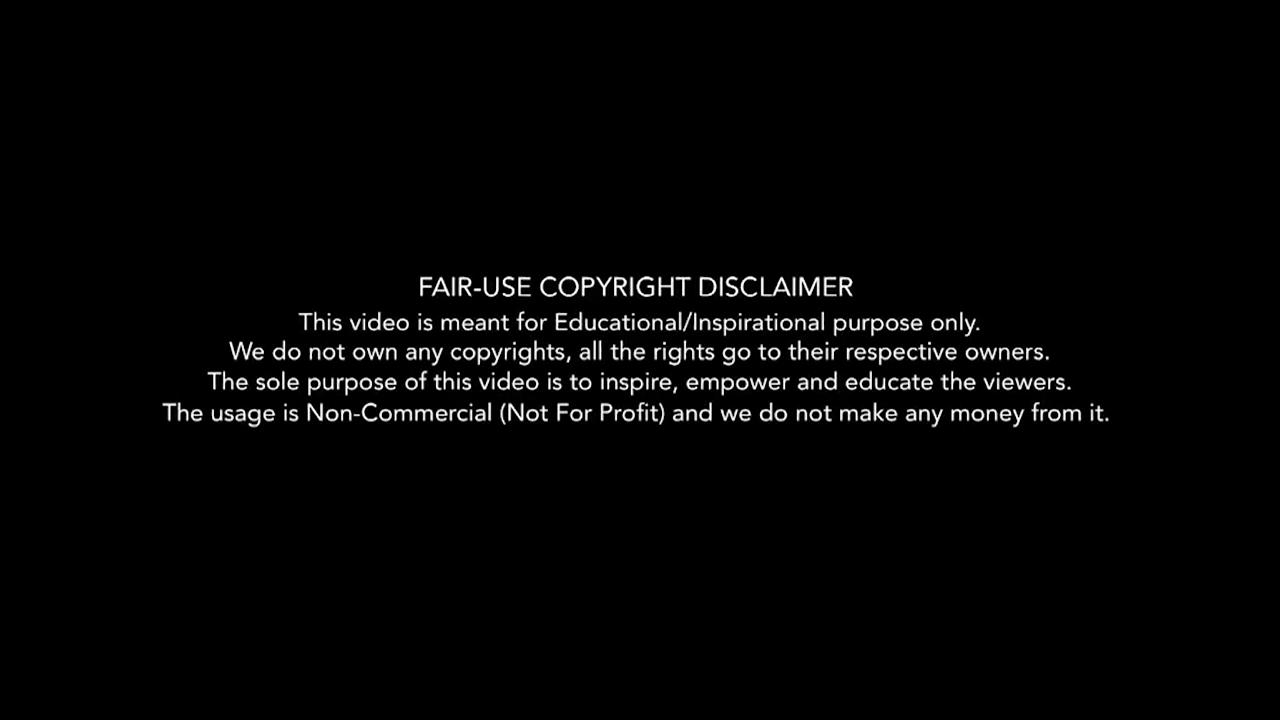 FAIR-USE COPYRIGHT DISCLAIMER
This video is meant for Educational/Inspirational purpose only.
We do not own any copyrights, all the rights go to their respective owners.
The sole purpose of this video is to inspire, empower and educate the viewers.
The usage is Non-Commercial (Not For Profit) and we do not make any money from it.